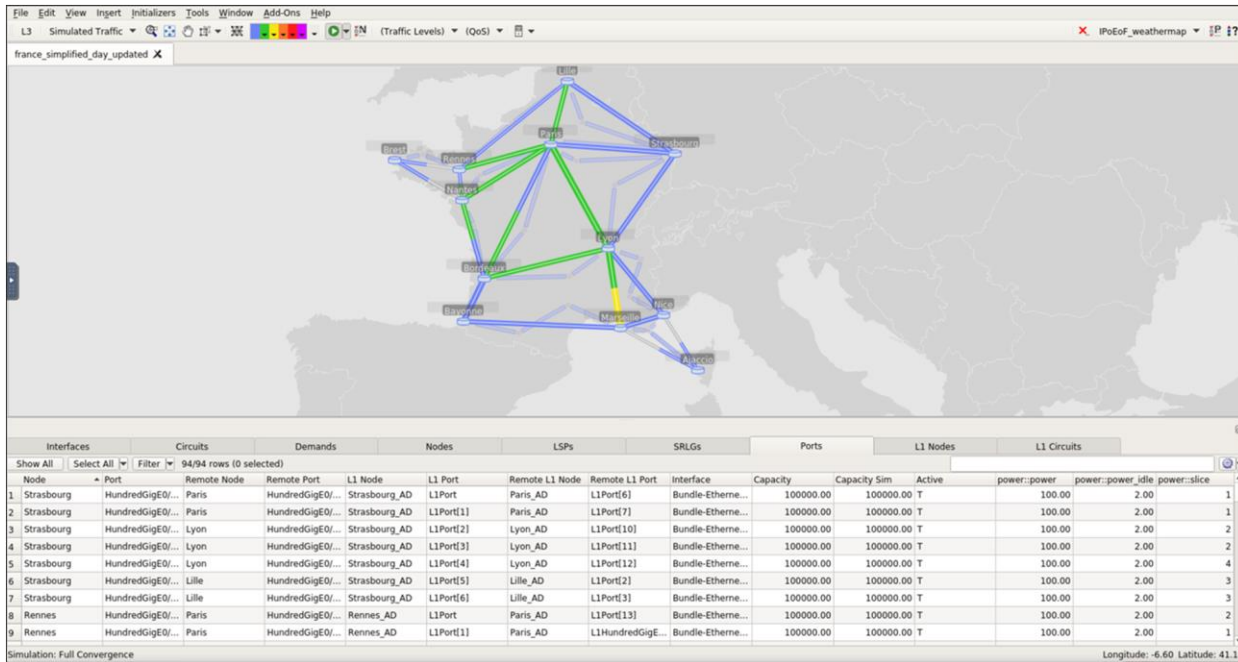 File Edit View Insert Initializers Tools Window Add-Ons Help
L3 Simulated Traffic (Traffic Levels) (QoS) IPoEoF_weathermap
france_simplified_day_updated X
Lille
Paris
Strasbourg
Brest
Rennes
Nantes
Lyon
Bordeaux
Nice
Bayonne
Marseille
Ajaccio
Interfaces Circuits Demands Nodes LSPs SRLGs Ports L1 Nodes L1 Circuits
Show All Select All Filter 94/94 rows (0 selected)
Node Port Remote Node Remote Port L1 Node L1 Port Remote L1 Node Remote L1 Port Interface Capacity Capacity Sim Active power::power power::power_idle power::slice
1 Strasbourg HundredGigE0/... Paris HundredGigE0/... Strasbourg_AD L1Port Paris_AD L1Port[6] Bundle-Etherne... 100000.00 100000.00 T 100.00 2.00 1
2 Strasbourg HundredGigE0/... Paris HundredGigE0/... Strasbourg_AD L1Port[1] Paris_AD L1Port[7] Bundle-Etherne... 100000.00 100000.00 T 100.00 2.00 1
3 Strasbourg HundredGigE0/... Lyon HundredGigE0/... Strasbourg_AD L1Port[2] Lyon_AD L1Port[10] Bundle-Etherne... 100000.00 100000.00 T 100.00 2.00 2
4 Strasbourg HundredGigE0/... Lyon HundredGigE0/... Strasbourg_AD L1Port[3] Lyon_AD L1Port[11] Bundle-Etherne... 100000.00 100000.00 T 100.00 2.00 2
5 Strasbourg HundredGigE0/... Lyon HundredGigE0/... Strasbourg_AD L1Port[4] Lyon_AD L1Port[12] Bundle-Etherne... 100000.00 100000.00 T 100.00 2.00 4
6 Strasbourg HundredGigE0/... Lille HundredGigE0/... Strasbourg_AD L1Port[5] Lille_AD L1Port[2] Bundle-Etherne... 100000.00 100000.00 T 100.00 2.00 3
7 Strasbourg HundredGigE0/... Lille HundredGigE0/... Strasbourg_AD L1Port[6] Lille_AD L1Port[3] Bundle-Etherne... 100000.00 100000.00 T 100.00 2.00 3
8 Rennes HundredGigE0/... Paris HundredGigE0/... Rennes_AD L1Port Paris_AD L1Port[13] Bundle-Etherne... 100000.00 100000.00 T 100.00 2.00 2
9 Rennes HundredGigE0/... Paris HundredGigE0/... Rennes_AD L1Port[1] Paris_AD L1HundredGigE... Bundle-Etherne... 100000.00 100000.00 T 100.00 2.00 1
Simulation: Full Convergence Longitude: -6.60 Latitude: 41.1